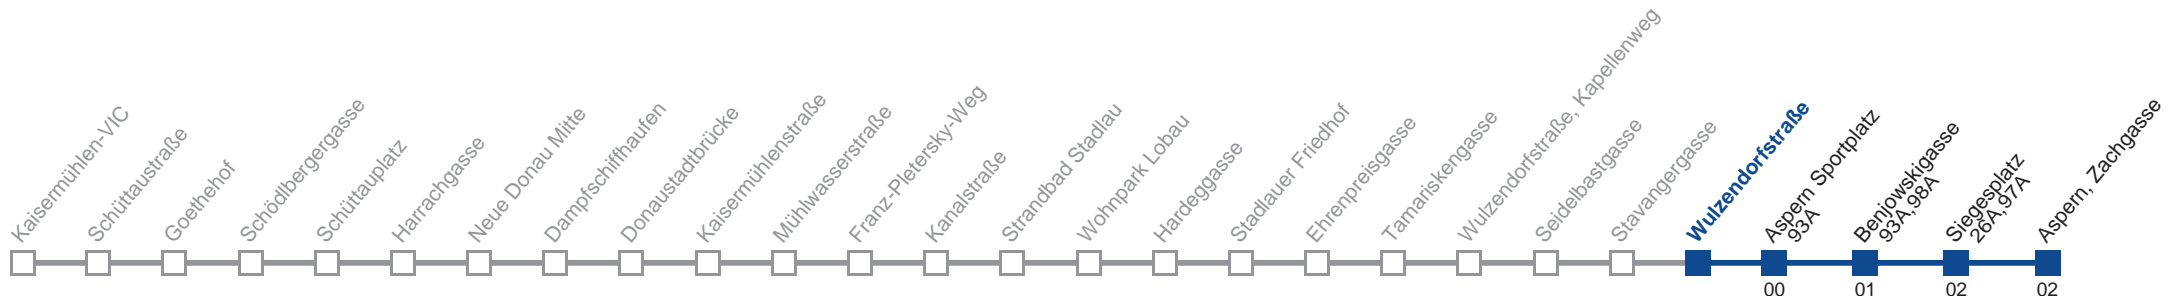 Kaisermühlen-VIC
Schüttaustraße
Goethehof
Schödlbergergasse
Schüttauplatz
Harrachgasse
Neue Donau Mitte
Dampfschiffhaufen
Donaustadtbrücke
Kaisermühlenstraße
Mühlwasserstraße
Franz-Pletersky-Weg
Kanalstraße
Strandbad Stadlau
Wohnpark Lobau
Hardeggasse
Stadlauer Friedhof
Ehrenpreisgasse
Tamariskengasse
Wulzendorfstraße, Kapellenweg
Seidelbastgasse
Stavangergasse
Wulzendorfstraße
Aspern Sportplatz
93A
Benjowskigasse
93A,98A
Siegesplatz
26A,97A
Aspern, Zachgasse
00
01
02
02